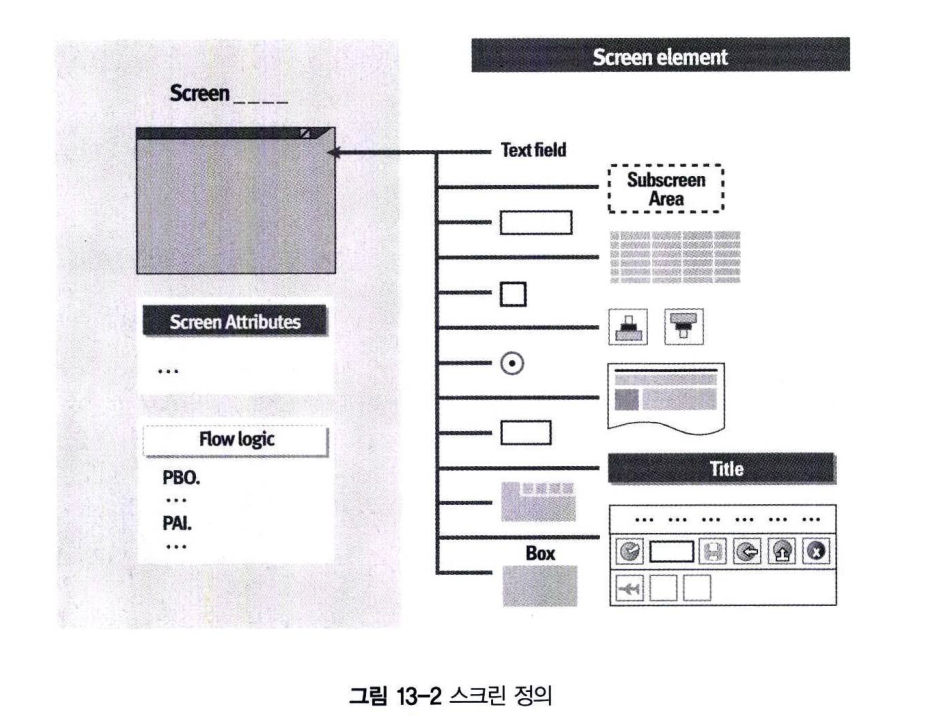 Screen element
Screen _ _ _ _
Text field
Subscreen
Area
Screen Attributes
...
Flow logic
PBO.
...
PAI.
...
Title
... ... ... ... ... ...
Box
그림 13-2 스크린 정의